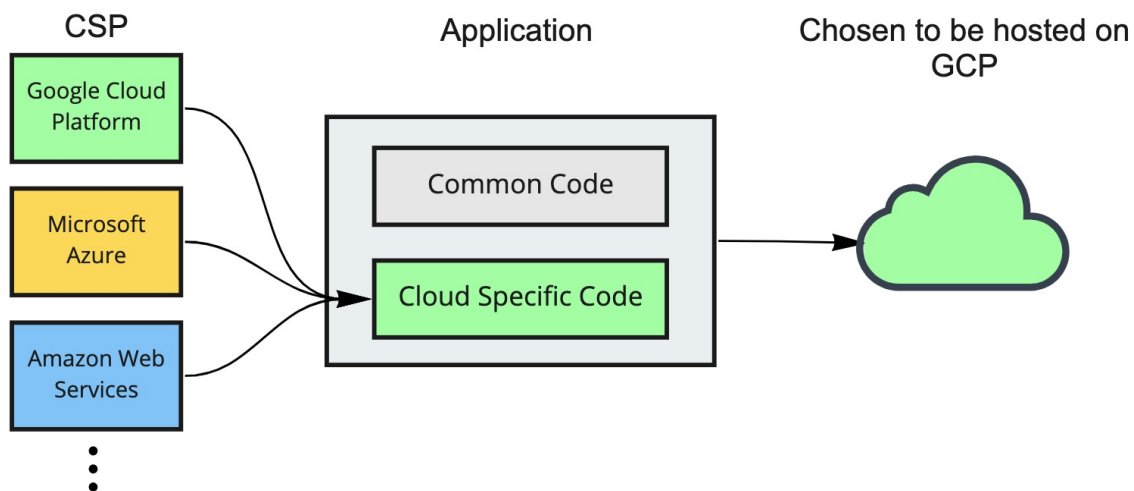 CSP
Google Cloud
Platform
Microsoft
Azure
Amazon Web
Services
Application
Common Code
Cloud Specific Code
Chosen to be hosted on
GCP